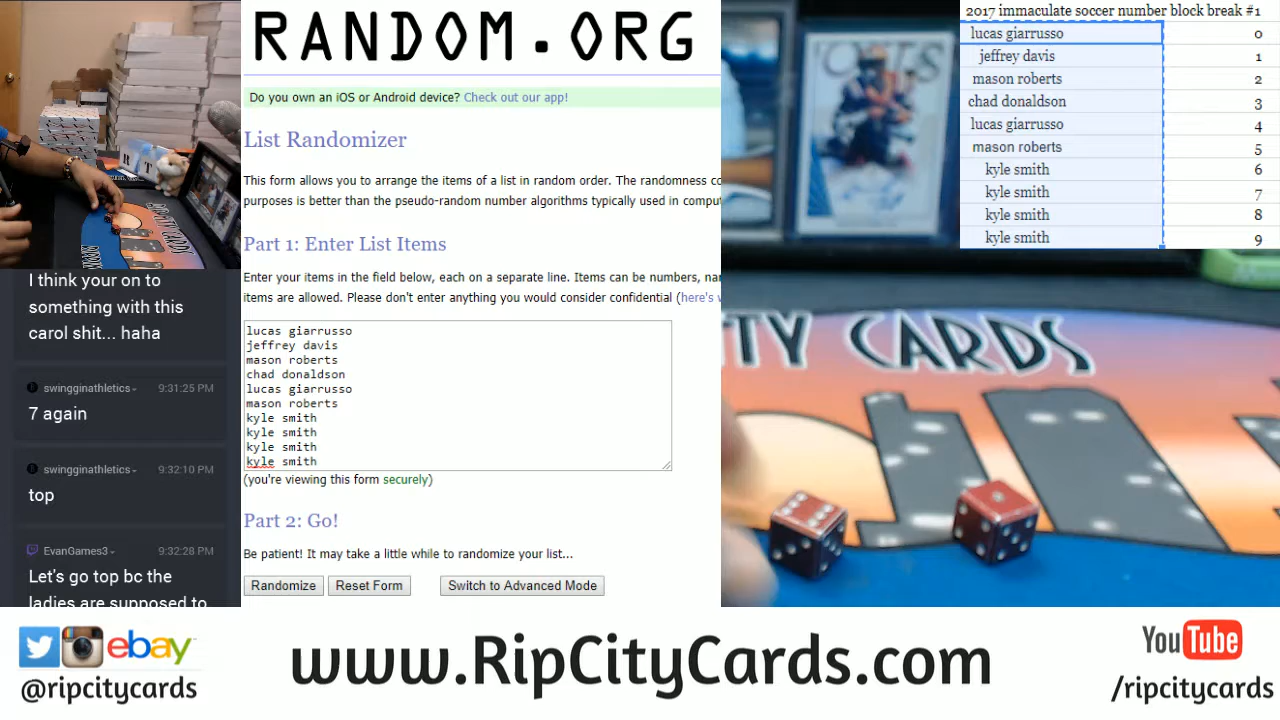 RANDOM.ORG
Do you own an iOS or Android device? Check out our app!
List Randomizer
This form allows you to arrange the items of a list in random order. The randomness co
purposes is better than the pseudo-random number algorithms typically used in compu
Part 1: Enter List Items
Enter your items in the field below, each on a separate line. Items can be numbers, nar
items are allowed. Please don't enter anything you would consider confidential (here's w
lucas giarrusso
jeffrey davis
mason roberts
chad donaldson
lucas giarrusso
mason roberts
kyle smith
kyle smith
kyle smith
kyle smith
(you're viewing this form securely)
Part 2: Go!
Be patient! It may take a little while to randomize your list...
Randomize Reset Form Switch to Advanced Mode
2017 immaculate soccer number block break #1
lucas giarrusso 0
jeffrey davis 1
mason roberts 2
chad donaldson 3
lucas giarrusso 4
mason roberts 5
kyle smith 6
kyle smith 7
kyle smith 8
kyle smith 9
I think your on to
something with this
carol shit... haha
swingginathletics 9:31:25 PM
7 again
swingginathletics 9:32:10 PM
top
EvanGames3 9:32:28 PM
Let's go top bc the
ladies are supposed to
R T
CITY CARDS
TY CARDS
ebay
@ripcitycards
www.RipCityCards.com
YouTube
/ripcitycards